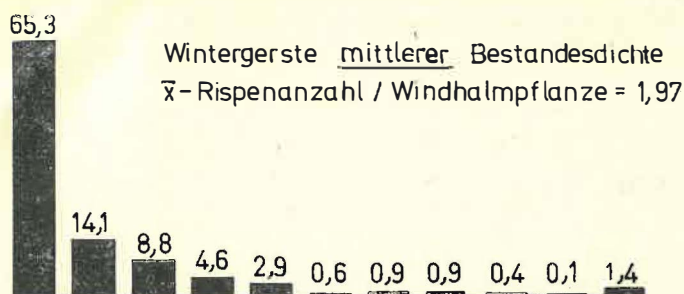 65,3
Wintergerste mittlerer Bestandesdichte
x̅-Rispenanzahl / Windhalmpflanze = 1,97
14,1
8,8
4,6 2,9 0,6 0,9 0,9 0,4 0,1 1,4